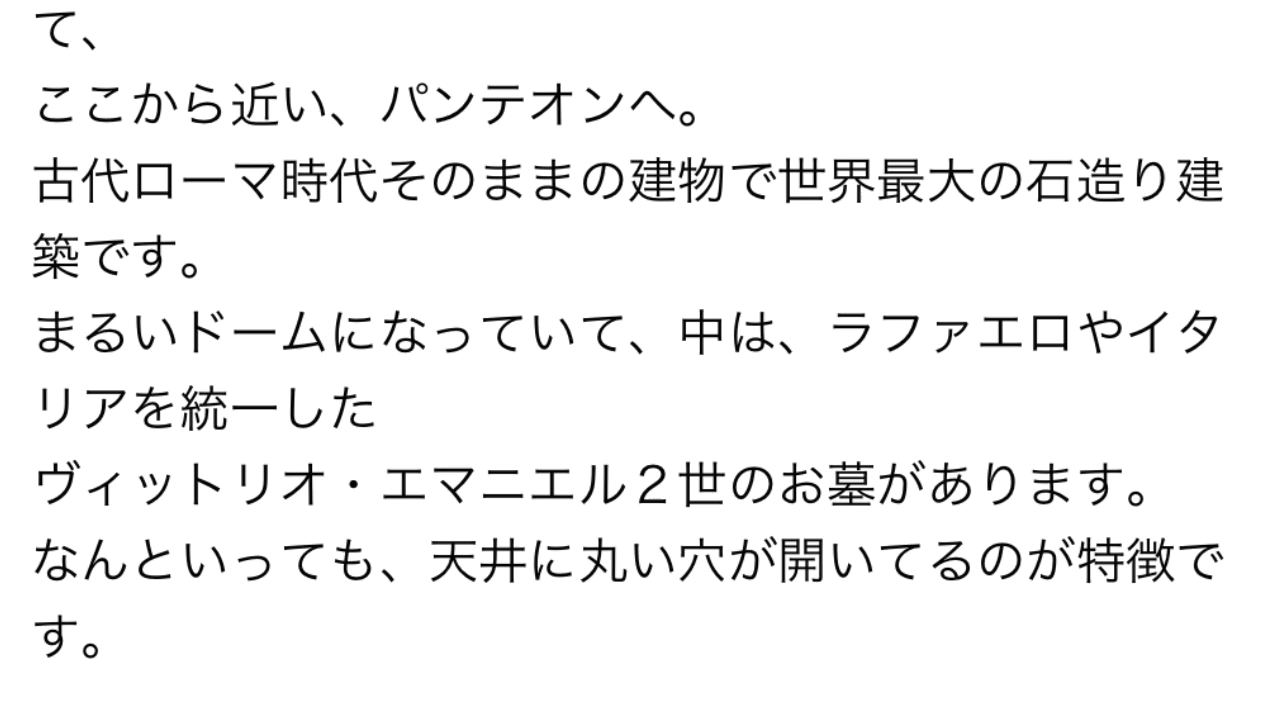 て、
ここから近い、パンテオンへ。
古代ローマ時代そのままの建物で世界最大の石造り建
築です。
まるいドームになっていて、中は、ラファエロやイタ
リアを統一した
ヴィットリオ・エマニエル２世のお墓があります。
なんといっても、天井に丸い穴が開いてるのが特徴で
す。